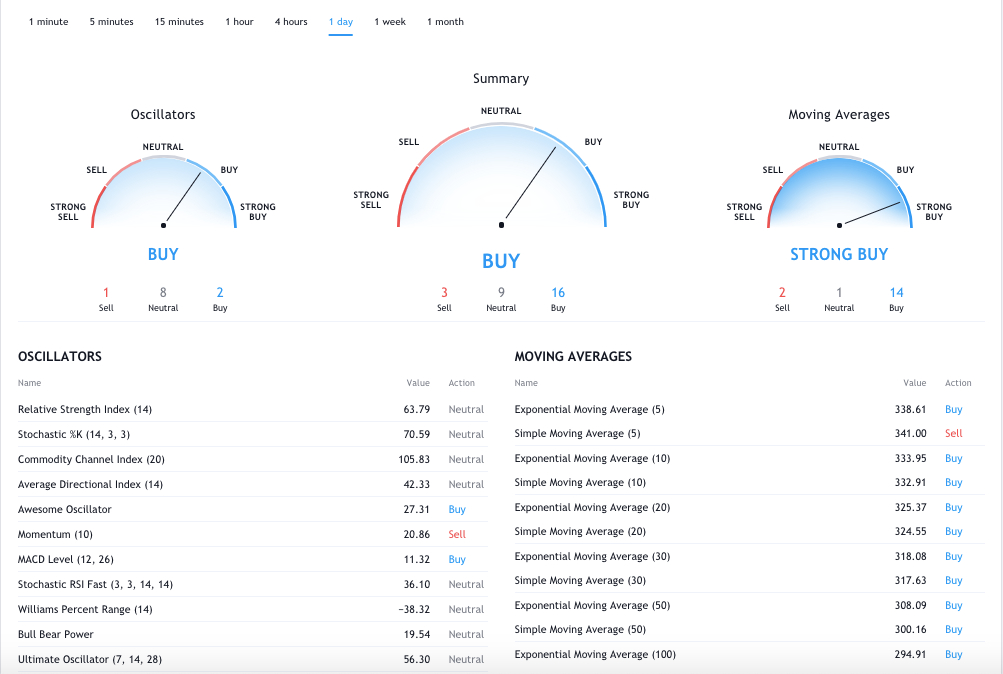 1 minute 5 minutes 15 minutes 1 hour 4 hours 1 day 1 week 1 month
Summary
Oscillators
NEUTRAL
SELL
BUY
STRONG SELL
STRONG BUY
BUY
1 8 2
Sell Neutral Buy
NEUTRAL
SELL
BUY
STRONG SELL
STRONG BUY
BUY
3 9 16
Sell Neutral Buy
Moving Averages
NEUTRAL
SELL
BUY
STRONG SELL
STRONG BUY
STRONG BUY
2 1 14
Sell Neutral Buy
OSCILLATORS
Name Value Action
Relative Strength Index (14) 63.79 Neutral
Stochastic %K (14, 3, 3) 70.59 Neutral
Commodity Channel Index (20) 105.83 Neutral
Average Directional Index (14) 42.33 Neutral
Awesome Oscillator 27.31 Buy
Momentum (10) 20.86 Sell
MACD Level (12, 26) 11.32 Buy
Stochastic RSI Fast (3, 3, 14, 14) 36.10 Neutral
Williams Percent Range (14) −38.32 Neutral
Bull Bear Power 19.54 Neutral
Ultimate Oscillator (7, 14, 28) 56.30 Neutral
MOVING AVERAGES
Name Value Action
Exponential Moving Average (5) 338.61 Buy
Simple Moving Average (5) 341.00 Sell
Exponential Moving Average (10) 333.95 Buy
Simple Moving Average (10) 332.91 Buy
Exponential Moving Average (20) 325.37 Buy
Simple Moving Average (20) 324.55 Buy
Exponential Moving Average (30) 318.08 Buy
Simple Moving Average (30) 317.63 Buy
Exponential Moving Average (50) 308.09 Buy
Simple Moving Average (50) 300.16 Buy
Exponential Moving Average (100) 294.91 Buy